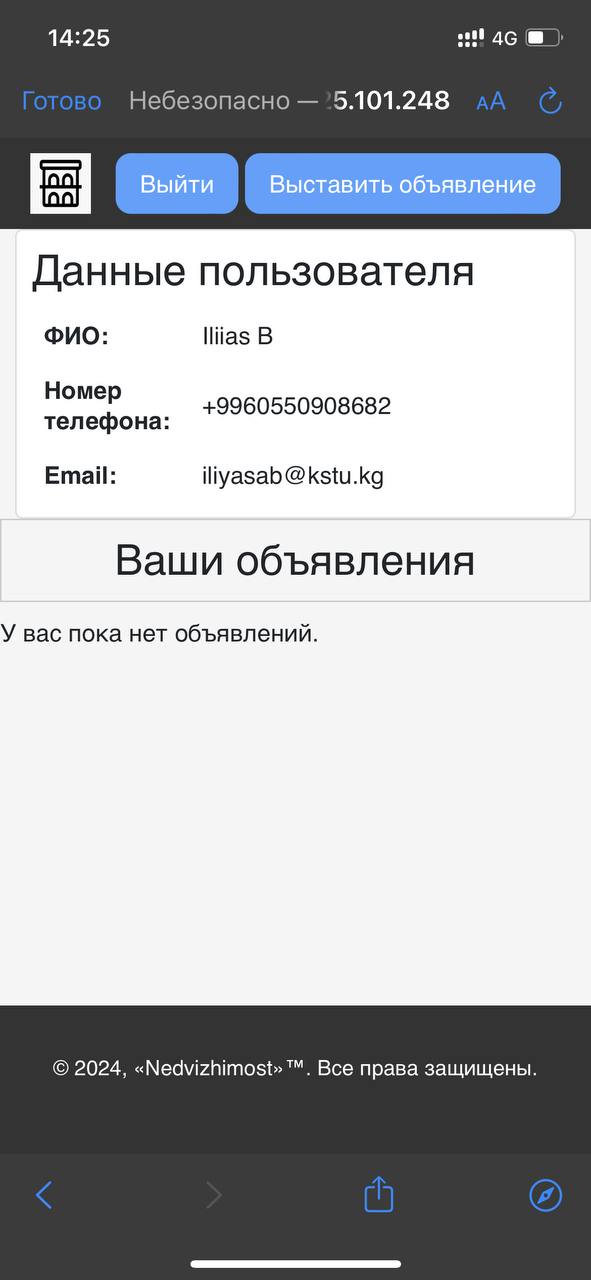 14:25
4G
Готово
Небезопасно — 5.101.248
AA
Выйти
Выставить объявление
Данные пользователя
ФИО:
Iliias B
Номер
телефона:
+9960550908682
Email:
iliyasab@kstu.kg
Ваши объявления
У вас пока нет объявлений.
© 2024, «Nedvizhimost»™. Все права защищены.